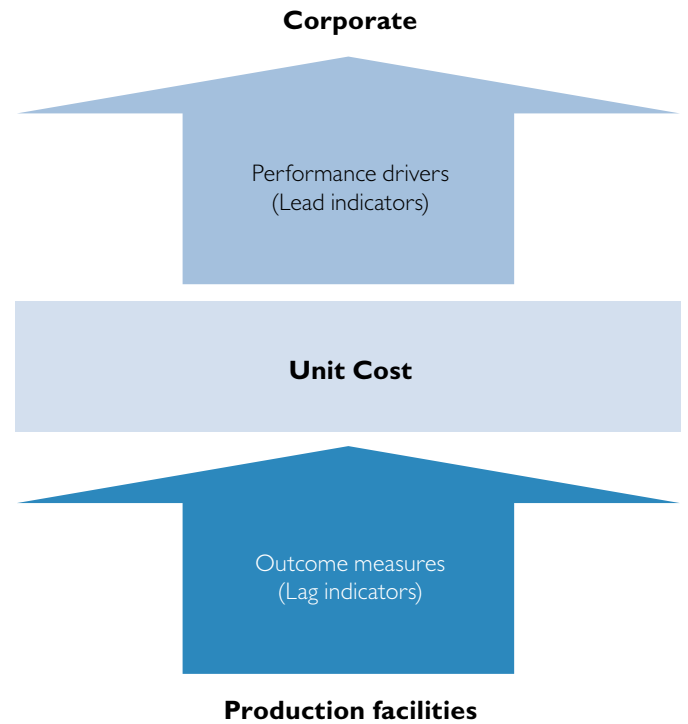 Corporate
Performance drivers
(Lead indicators)
Unit Cost
Outcome measures
(Lag indicators)
Production facilities